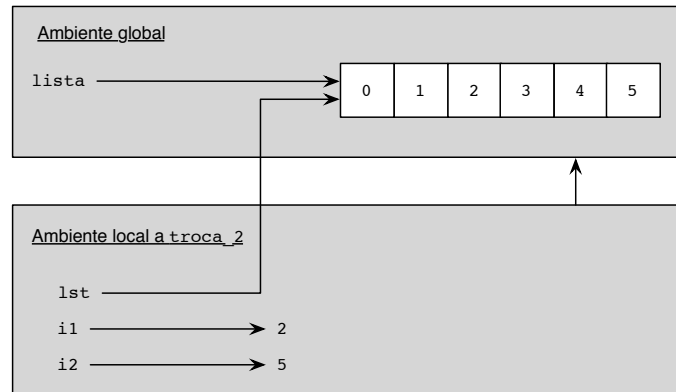 Ambiente global
lista
0 1 2 3 4 5
Ambiente local a troca_2
lst
i1 2
i2 5